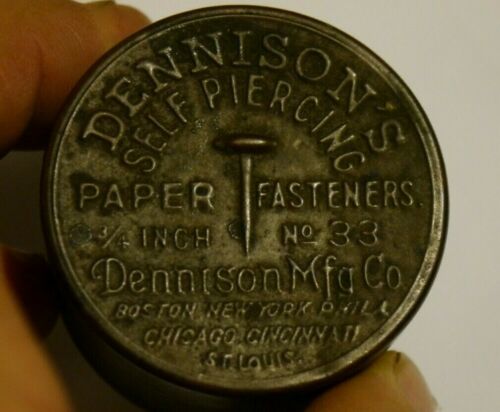 DENNISON'S
SELF PIERCING
PAPER FASTENERS.
3/4 INCH No 33
Dennison Mfg Co
BOSTON, NEW YORK, PHILA
CHICAGO, CINCINNATI
ST. LOUIS.